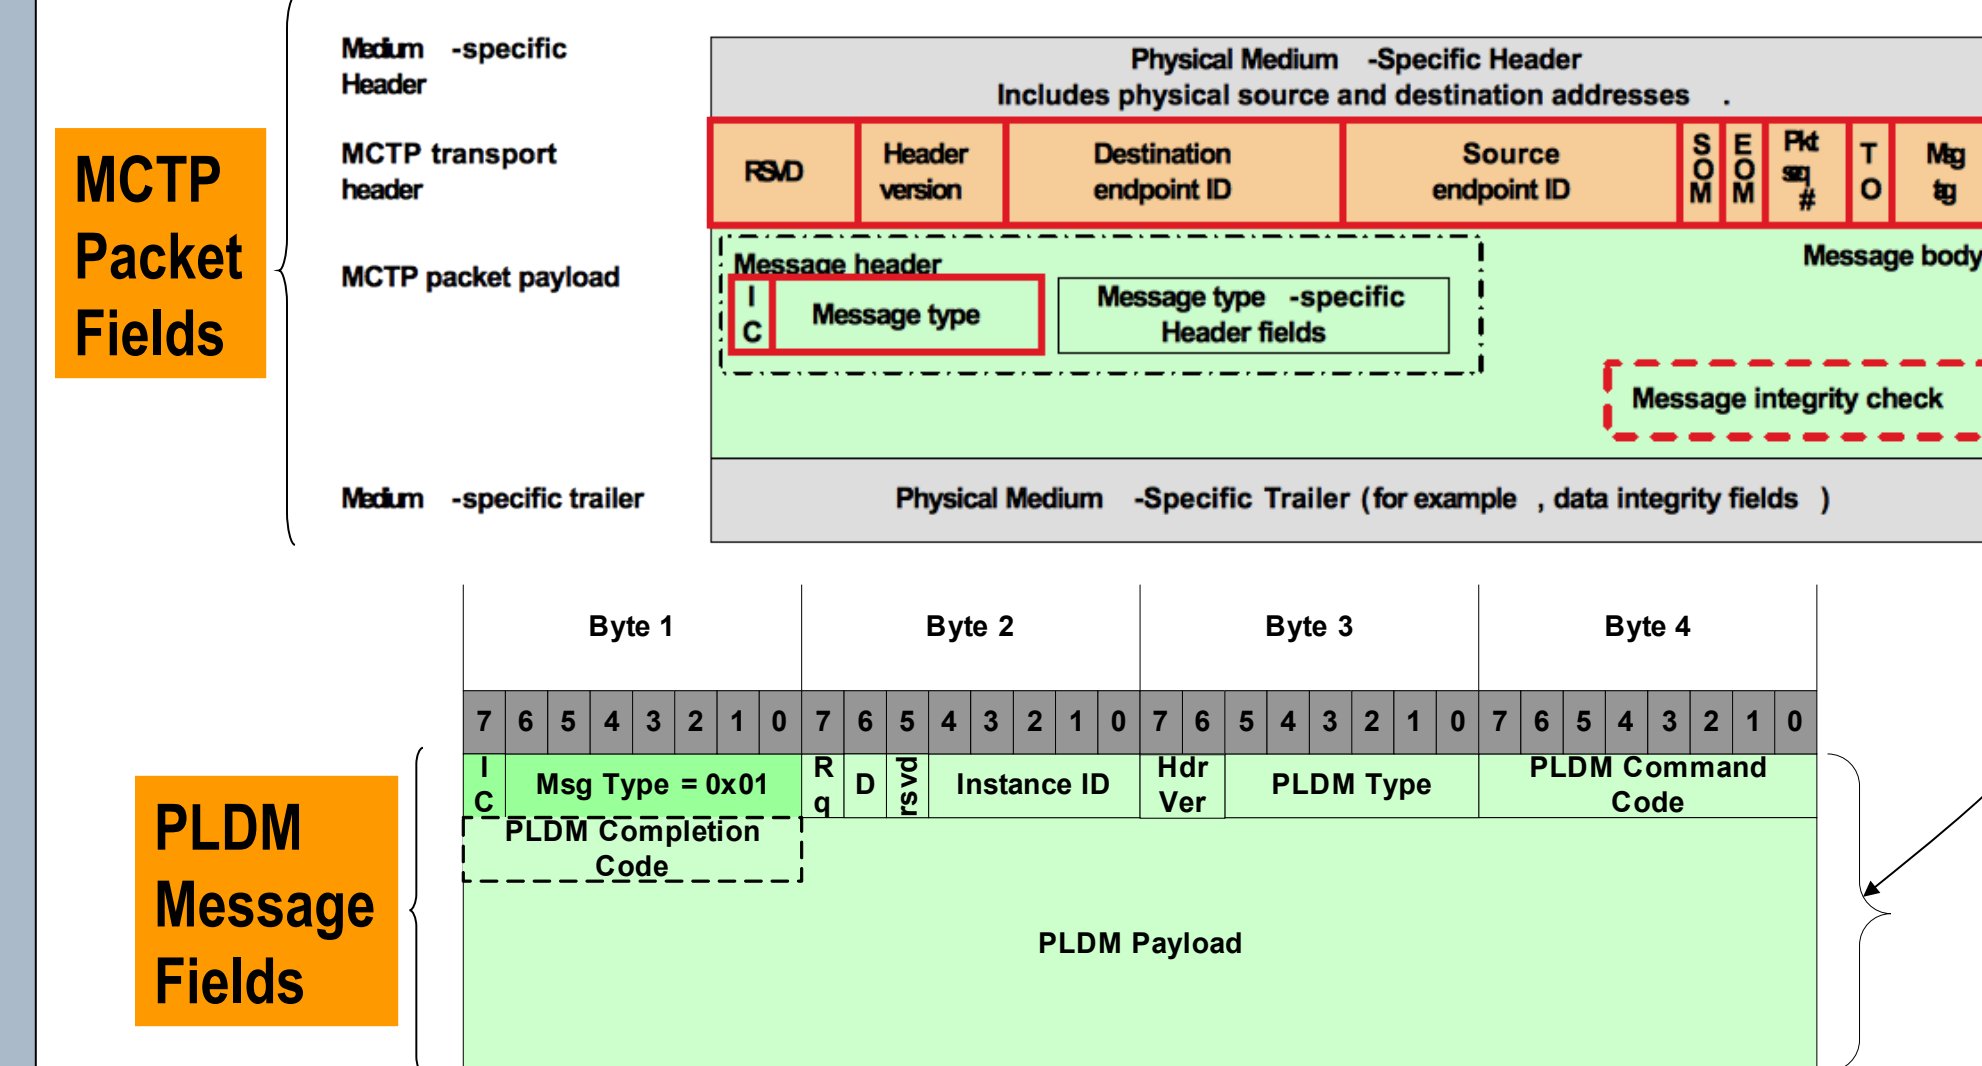 MCTP
Packet
Fields
Medium -specific
Header
Physical Medium -Specific Header
Includes physical source and destination addresses .
MCTP transport
header
RSVD
Header
version
Destination
endpoint ID
Source
endpoint ID
SOM
EOM
Pkt
seq
#
TO
Msg
tag
MCTP packet payload
Message header
IC
Message type
Message type -specific
Header fields
Message body
Message integrity check
Medium -specific trailer
Physical Medium -Specific Trailer (for example , data integrity fields )
Byte 1 Byte 2 Byte 3 Byte 4
7 6 5 4 3 2 1 0 7 6 5 4 3 2 1 0 7 6 5 4 3 2 1 0 7 6 5 4 3 2 1 0
PLDM
Message
Fields
IC
Msg Type = 0x01
Rq
D
rsvd
Instance ID
Hdr
Ver
PLDM Type
PLDM Command
Code
PLDM Completion
Code
PLDM Payload